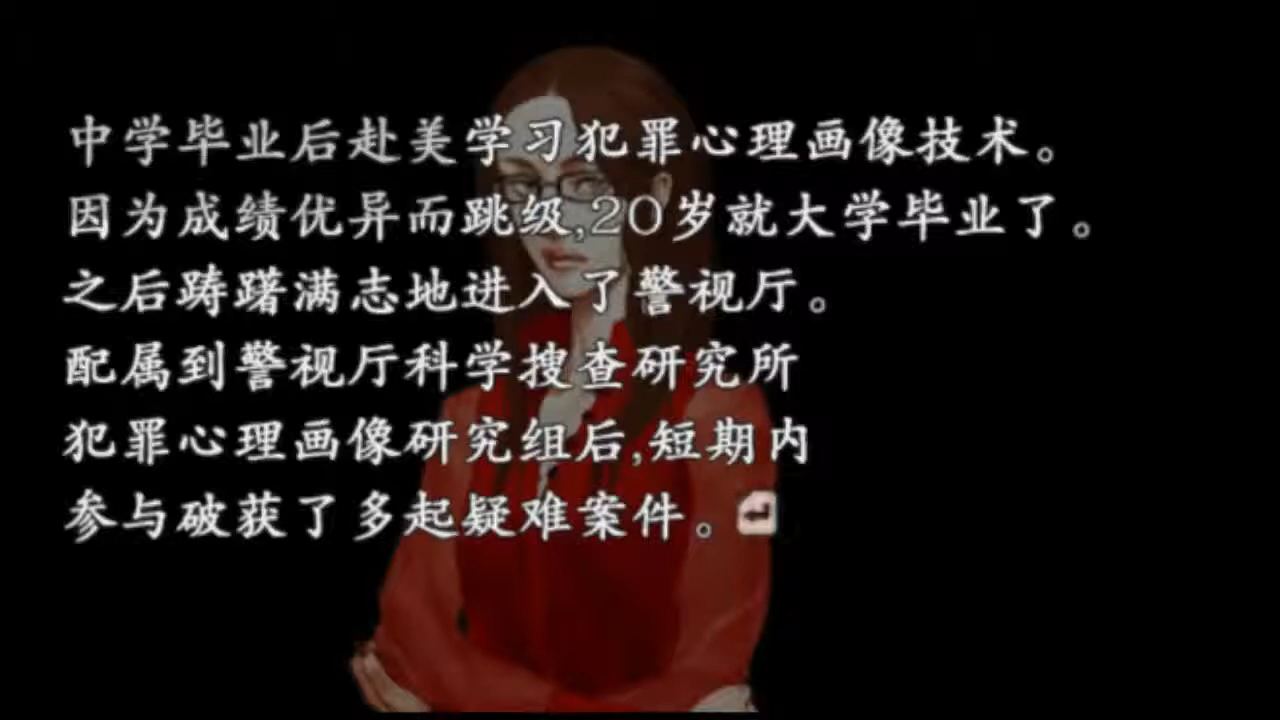 中学毕业后赴美学习犯罪心理画像技术。
因为成绩优异而跳级,20岁就大学毕业了。
之后踌躇满志地进入了警视厅。
配属到警视厅科学搜查研究所
犯罪心理画像研究组后,短期内
参与破获了多起疑难案件。